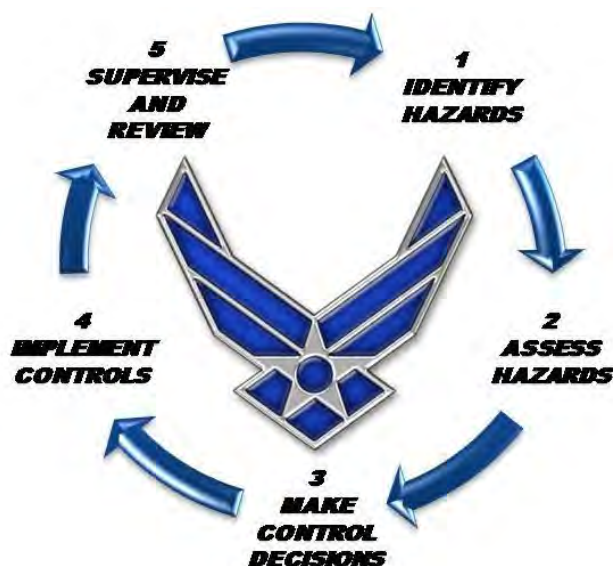 1
IDENTIFY
HAZARDS
2
ASSESS
HAZARDS
3
MAKE
CONTROL
DECISIONS
4
IMPLEMENT
CONTROLS
5
SUPERVISE
AND
REVIEW